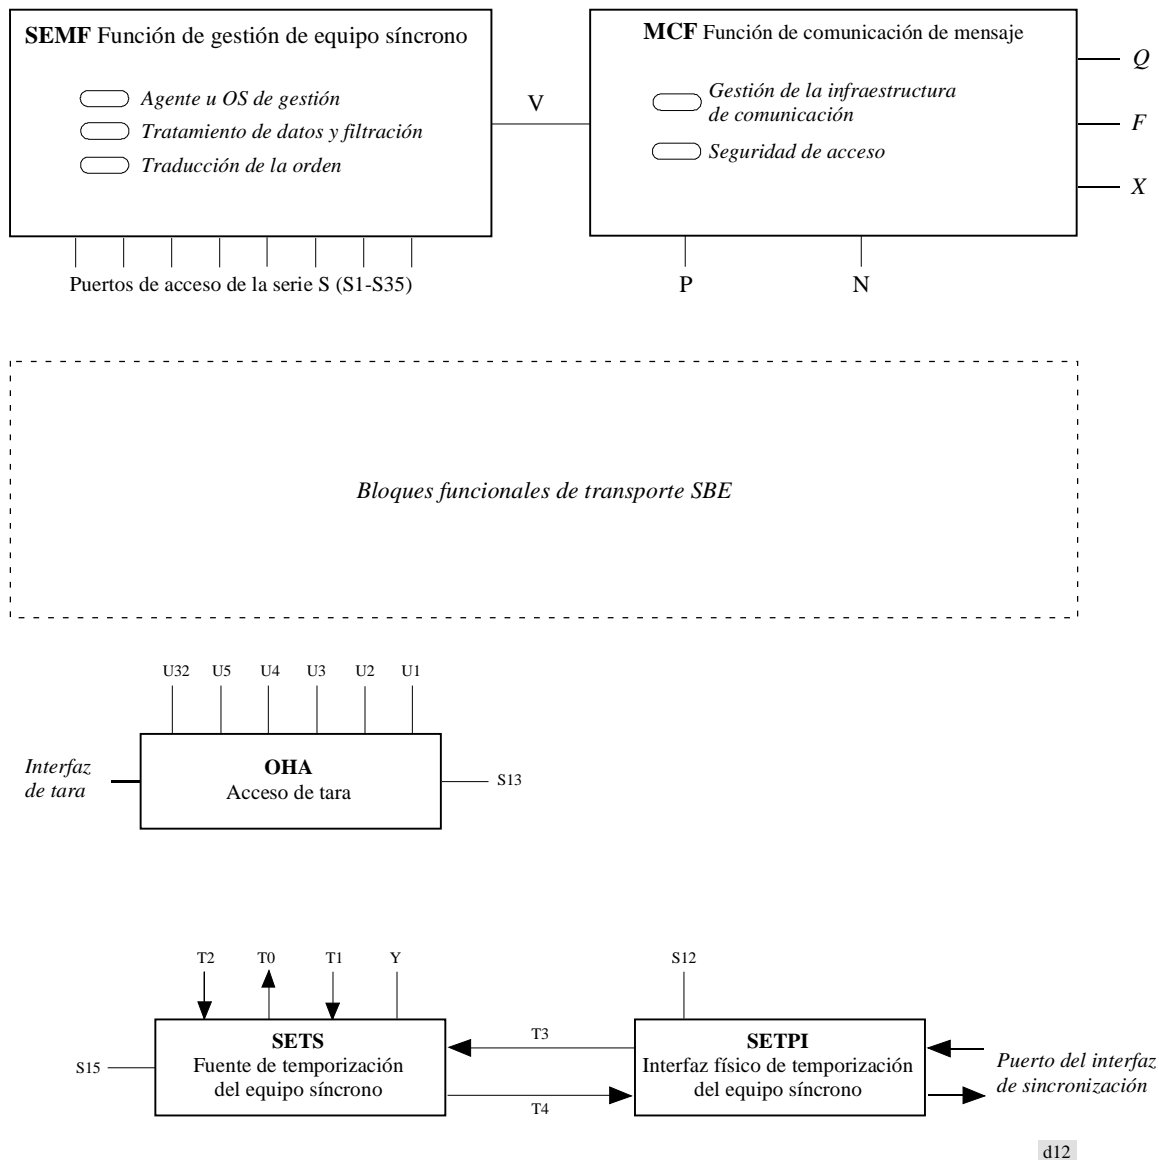 SEMF Función de gestión de equipo síncrono
Agente u OS de gestión
Tratamiento de datos y filtración
Traducción de la orden
Puertos de acceso de la serie S (S1-S35)
V
MCF Función de comunicación de mensaje
Gestión de la infraestructura
de comunicación
Seguridad de acceso
Q
F
X
P
N
Bloques funcionales de transporte SBE
U32
U5
U4
U3
U2
U1
Interfaz
de tara
OHA
Acceso de tara
S13
T2
T0
T1
Y
S12
S15
SETS
Fuente de temporización
del equipo síncrono
T3
T4
SETPI
Interfaz físico de temporización
del equipo síncrono
Puerto del interfaz
de sincronización
d12